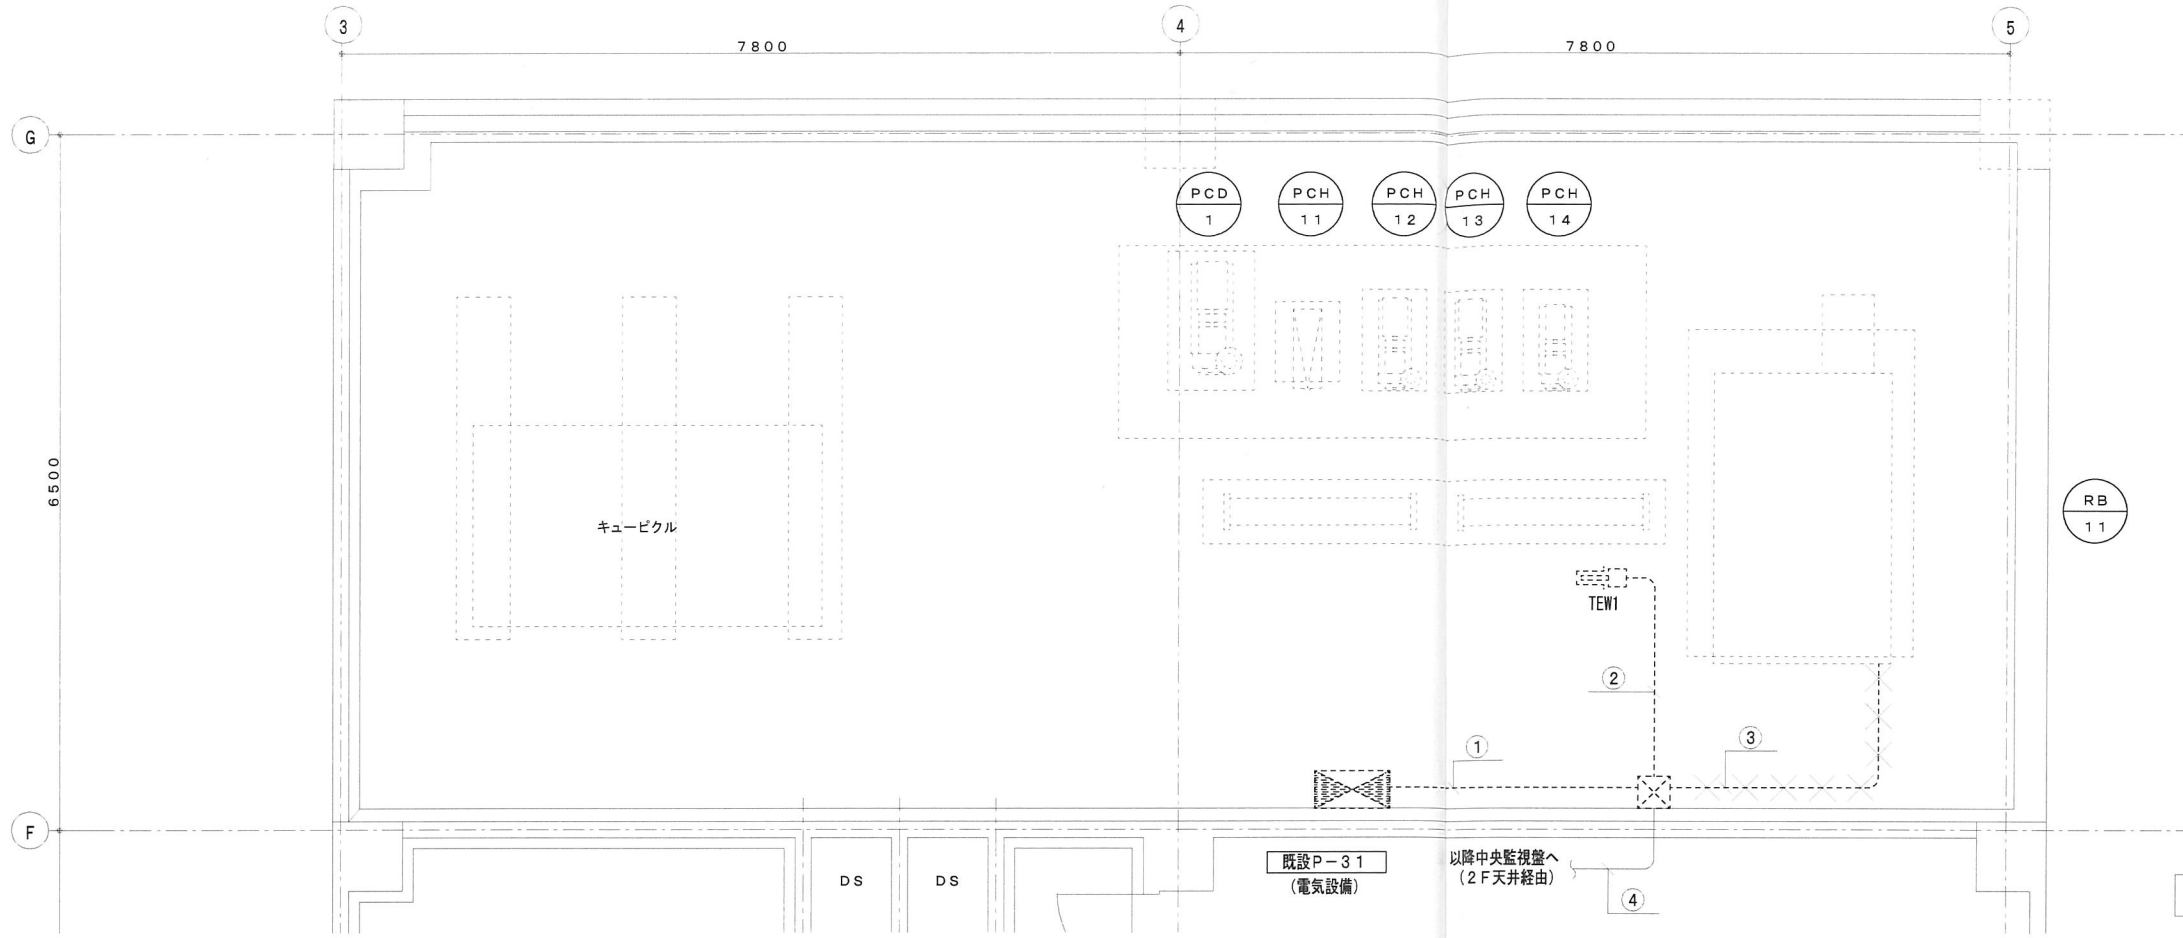 3
4
5
7800
7800
G
PCD
1
PCH
11
PCH
12
PCH
13
PCH
14
6500
キュービクル
RB
11
TEW1
②
①
③
F
DS
DS
既設P-31
(電気設備)
以降中央監視盤へ
(2F天井経由)
④